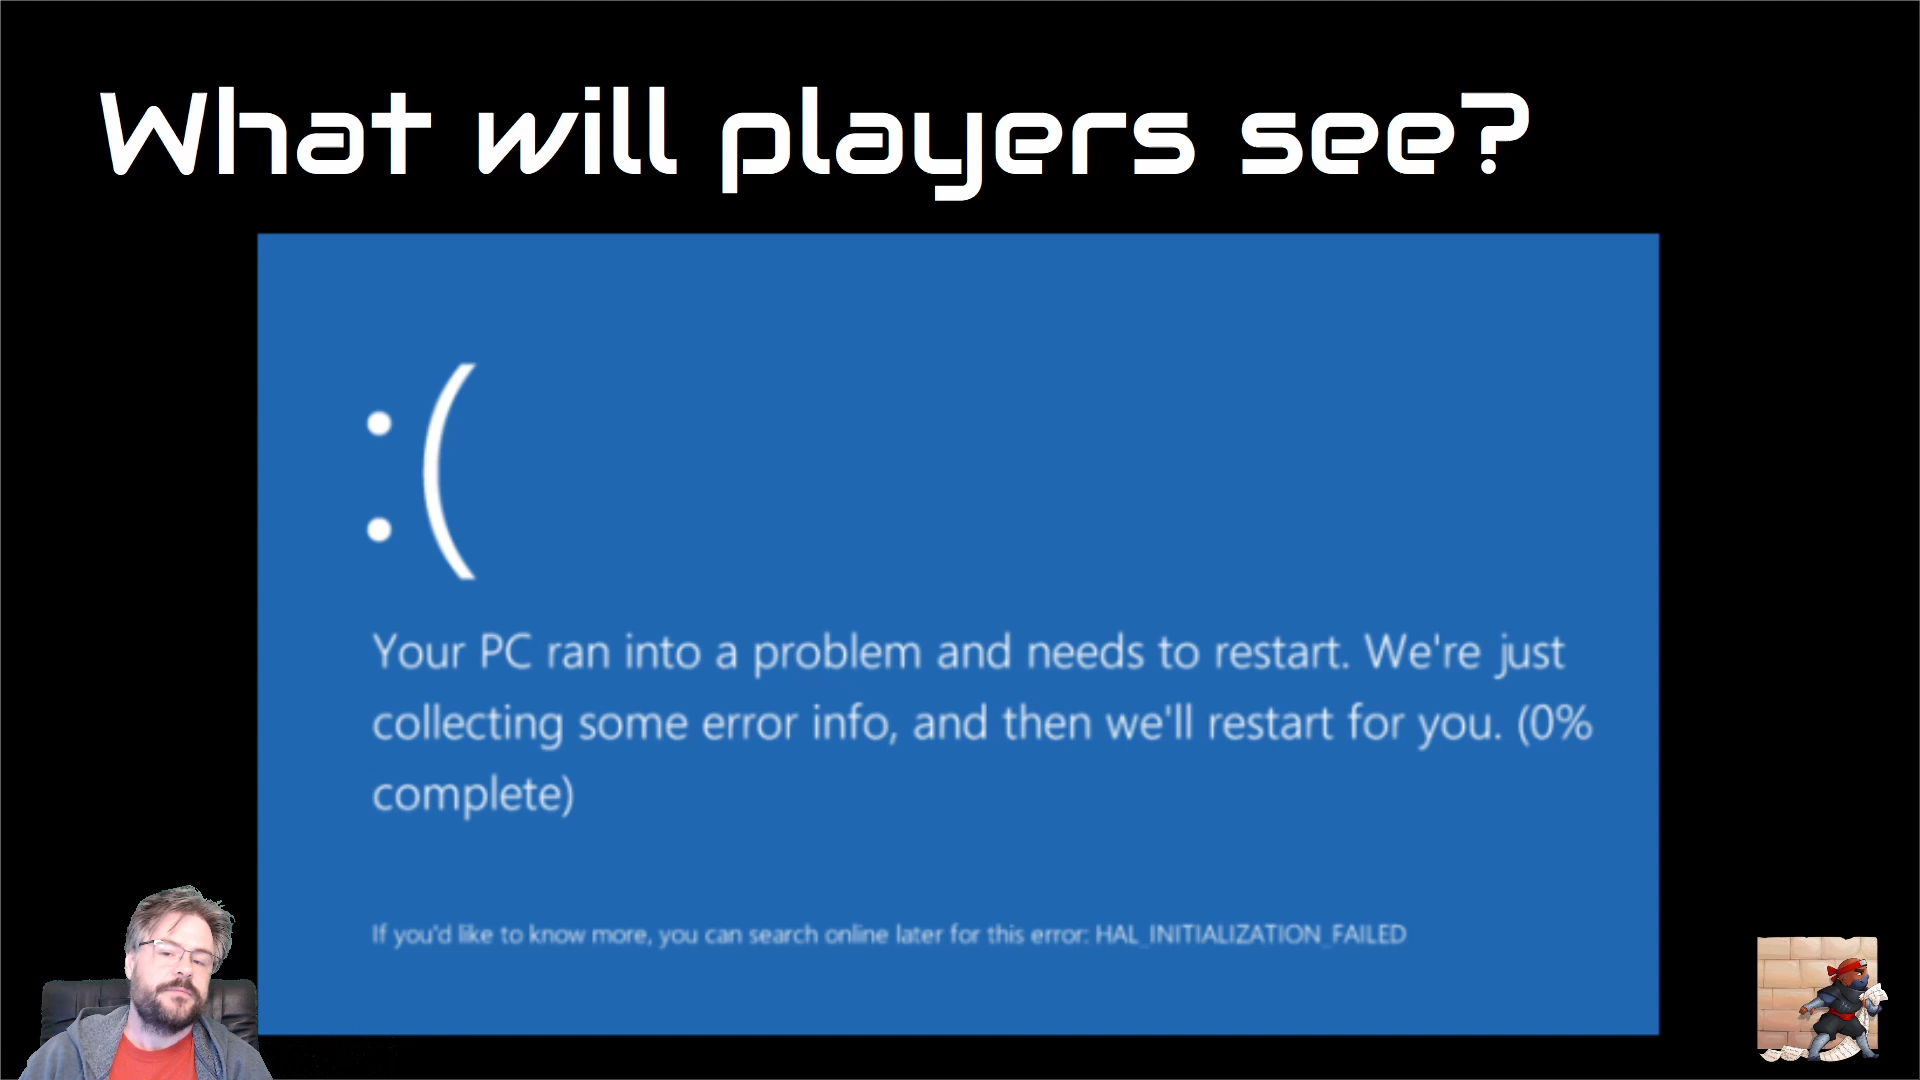 What will players see?
:(
Your PC ran into a problem and needs to restart. We're just
collecting some error info, and then we'll restart for you. (0%
complete)
If you'd like to know more, you can search online later for this error: HAL_INITIALIZATION_FAILED